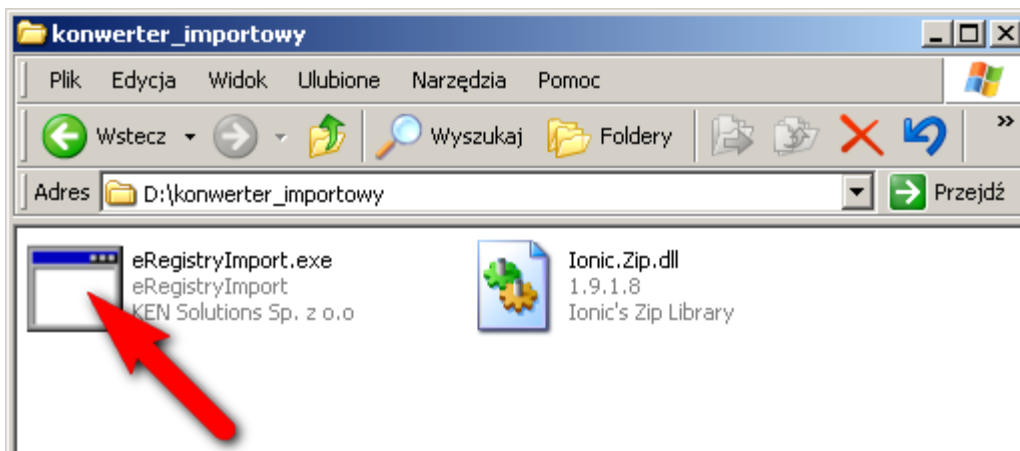 konwerter_importowy
Plik Edycja Widok Ulubione Narzędzia Pomoc
Wstecz Wyszukaj Foldery »
Adres D:\konwerter_importowy Przejdź
eRegistryImport.exe
eRegistryImport
KEN Solutions Sp. z o.o
Ionic.Zip.dll
1.9.1.8
Ionic's Zip Library